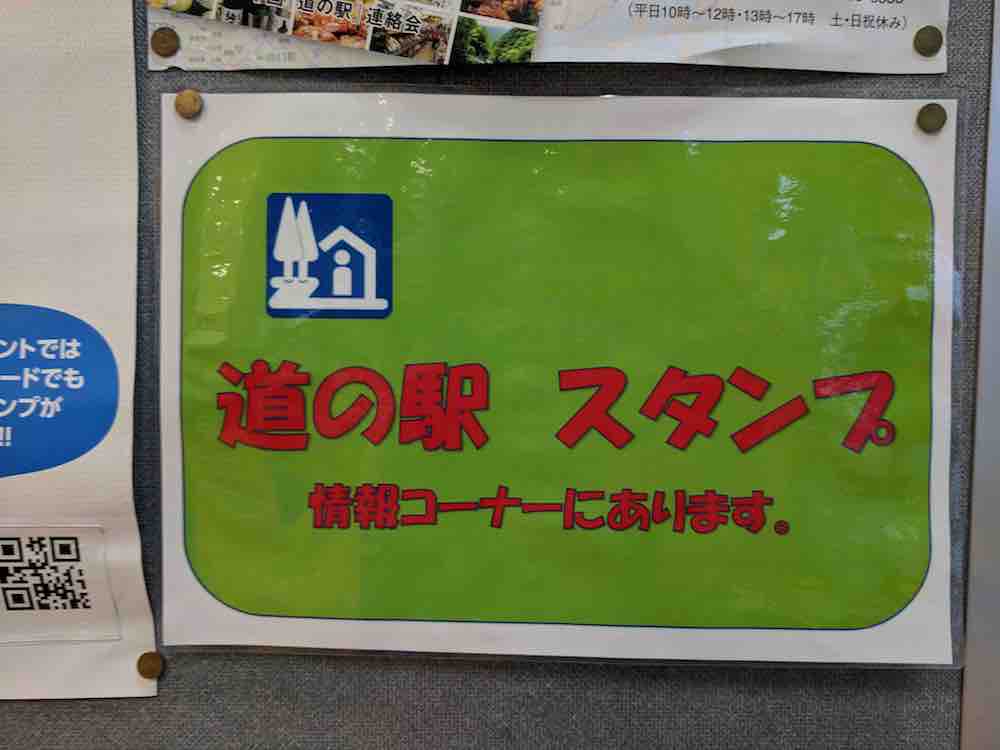 道の駅 連絡会
(平日10時～12時・13時～17時 土・日祝休み)
道の駅 スタンプ
情報コーナーにあります。
ントでは
ードでも
ンプが
!!